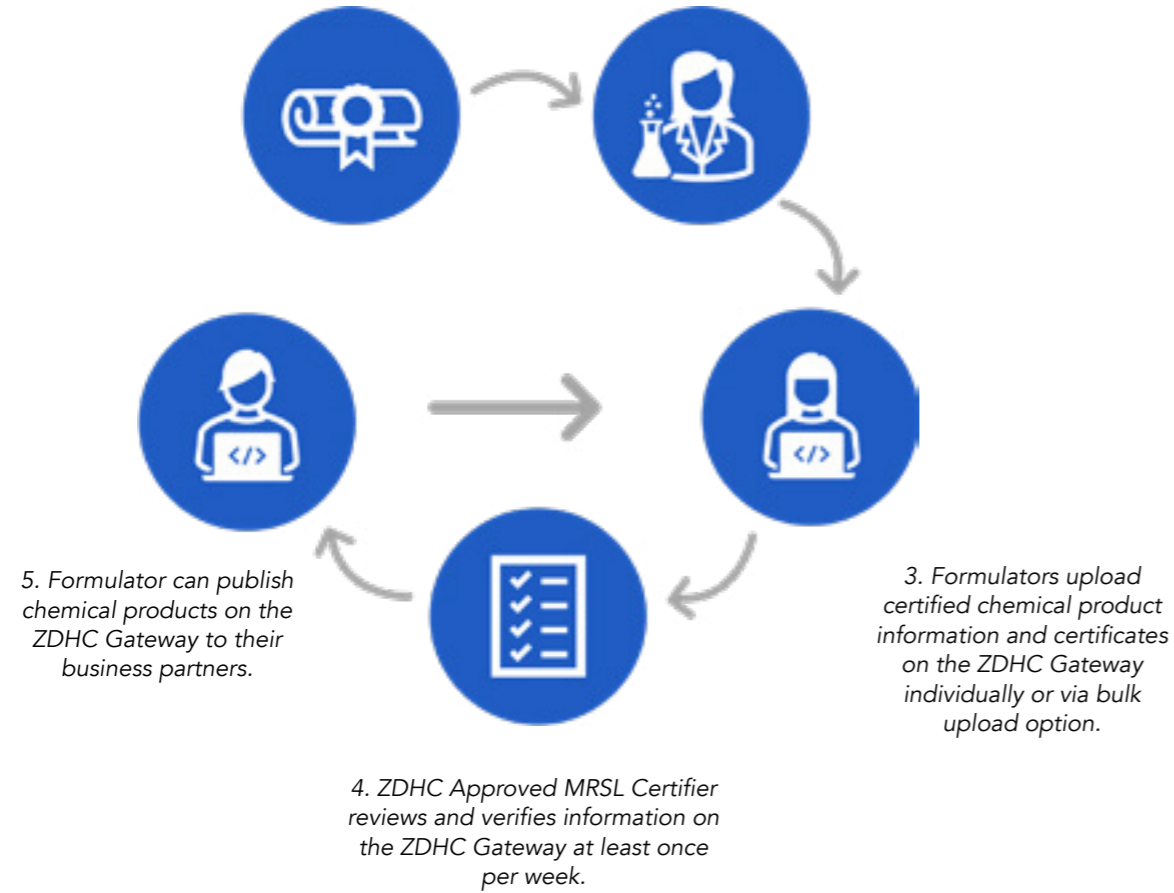 </>
</>
5. Formulator can publish
chemical products on the
ZDHC Gateway to their
business partners.
3. Formulators upload
certified chemical product
information and certificates
on the ZDHC Gateway
individually or via bulk
upload option.
4. ZDHC Approved MRSL Certifier
reviews and verifies information on
the ZDHC Gateway at least once
per week.